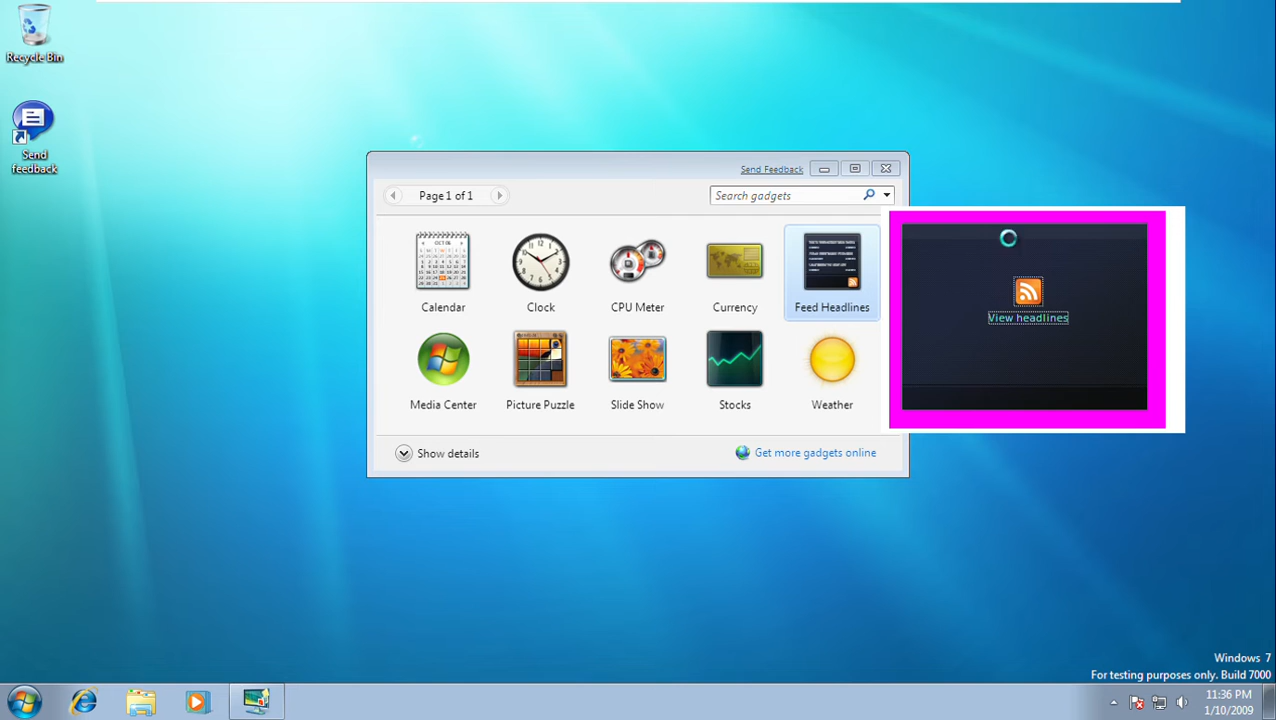 Recycle Bin
Send
feedback
Send Feedback
Page 1 of 1
Search gadgets
OCT 06
Calendar
Clock
CPU Meter
Currency
Feed Headlines
View headlines
Media Center
Picture Puzzle
Slide Show
Stocks
Weather
Show details
Get more gadgets online
Windows 7
For testing purposes only. Build 7000
11:36 PM
1/10/2009